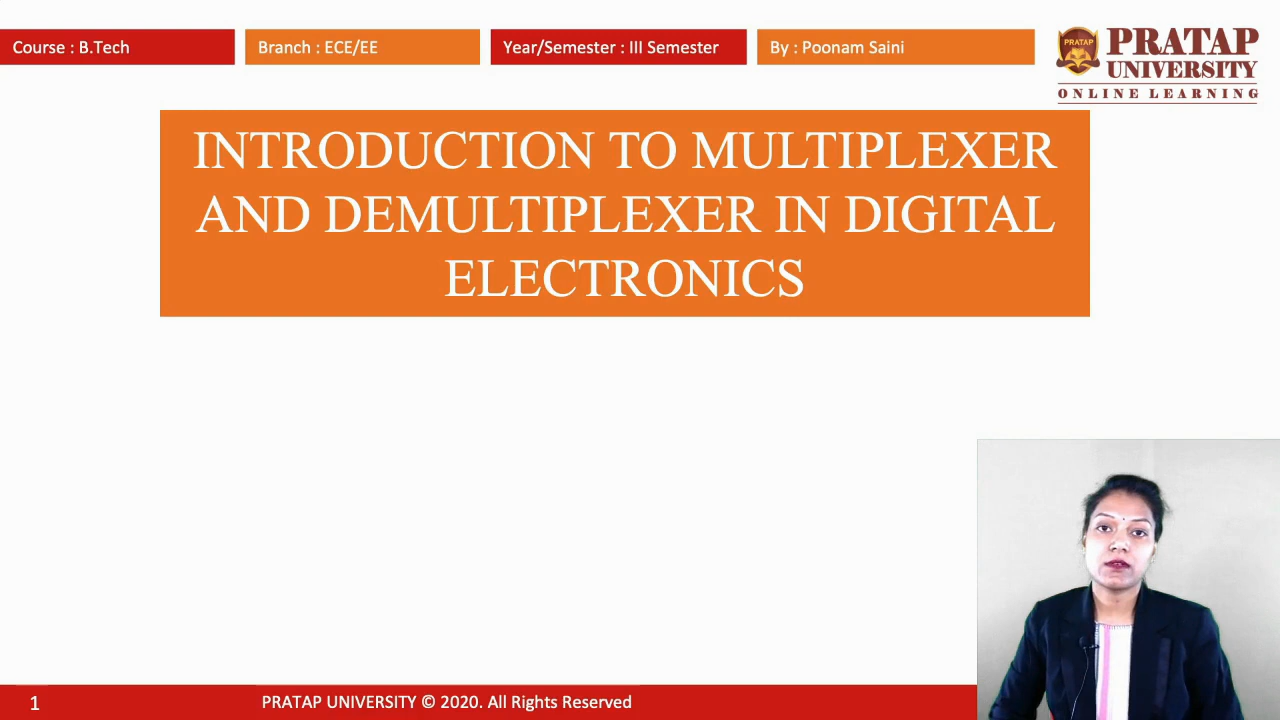 Course : B.Tech
Branch : ECE/EE
Year/Semester : III Semester
By : Poonam Saini
PRATAP
PRATAP
UNIVERSITY
ONLINE LEARNING
INTRODUCTION TO MULTIPLEXER
AND DEMULTIPLEXER IN DIGITAL
ELECTRONICS
1
PRATAP UNIVERSITY © 2020. All Rights Reserved